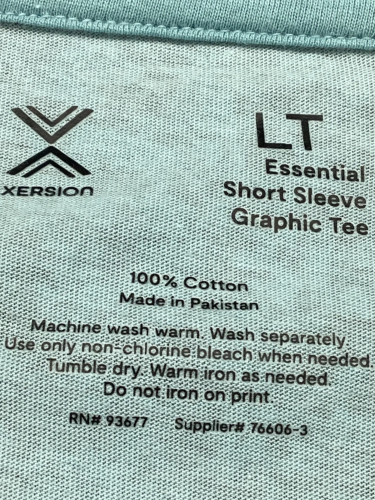 XERSION
LT
Essential
Short Sleeve
Graphic Tee
100% Cotton
Made in Pakistan
Machine wash warm. Wash separately.
Use only non-chlorine bleach when needed.
Tumble dry. Warm iron as needed.
Do not iron on print.
RN# 93677 Supplier# 76606-3